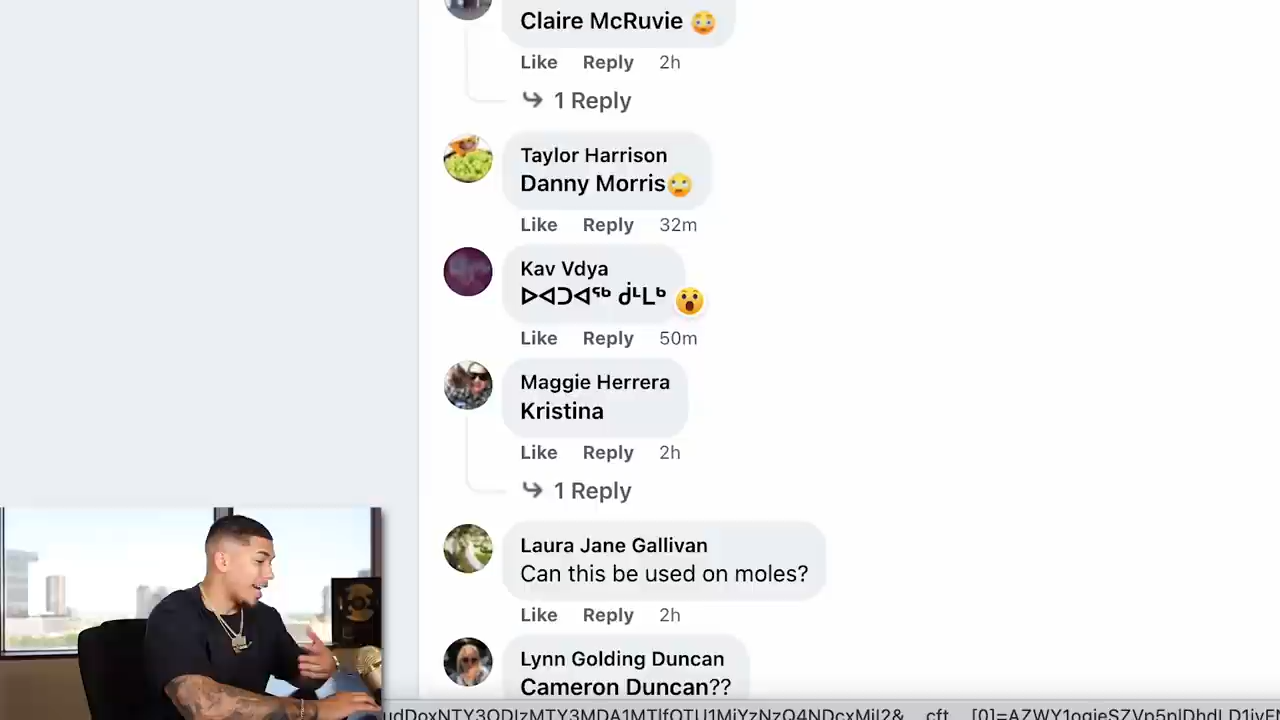 Claire McRuvie 😳
Like Reply 2h
1 Reply
Taylor Harrison
Danny Morris🙄
Like Reply 32m
Kav Vdya
ᐅᐊᑐᐊᖅ ᑰᒻᒪᒃ 😮
Like Reply 50m
Maggie Herrera
Kristina
Like Reply 2h
1 Reply
Laura Jane Gallivan
Can this be used on moles?
Like Reply 2h
Lynn Golding Duncan
Cameron Duncan??